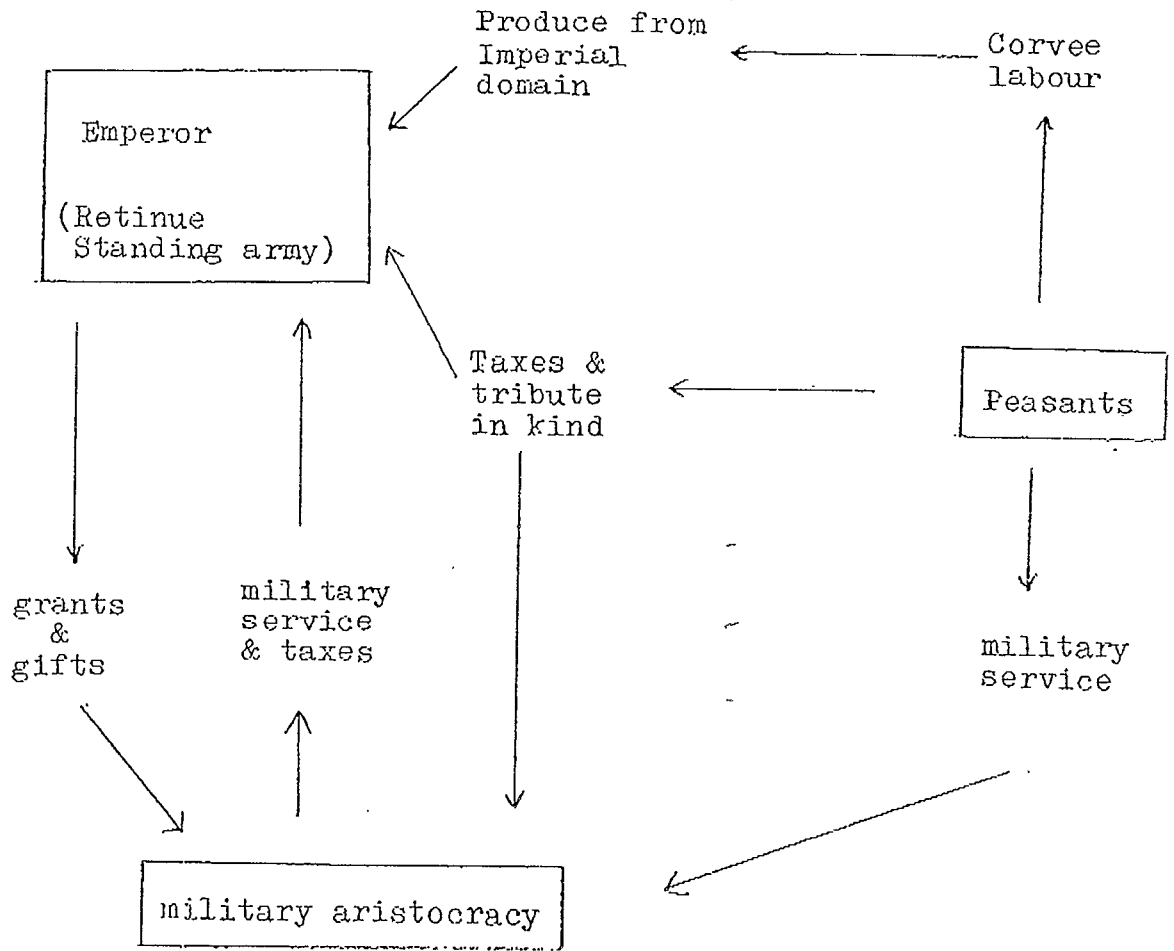 Produce from
Imperial
domain
Corvee
labour
Emperor
(Retinue
Standing army)
Taxes &
tribute
in kind
Peasants
grants
&
gifts
military
service
& taxes
military
service
military aristocracy